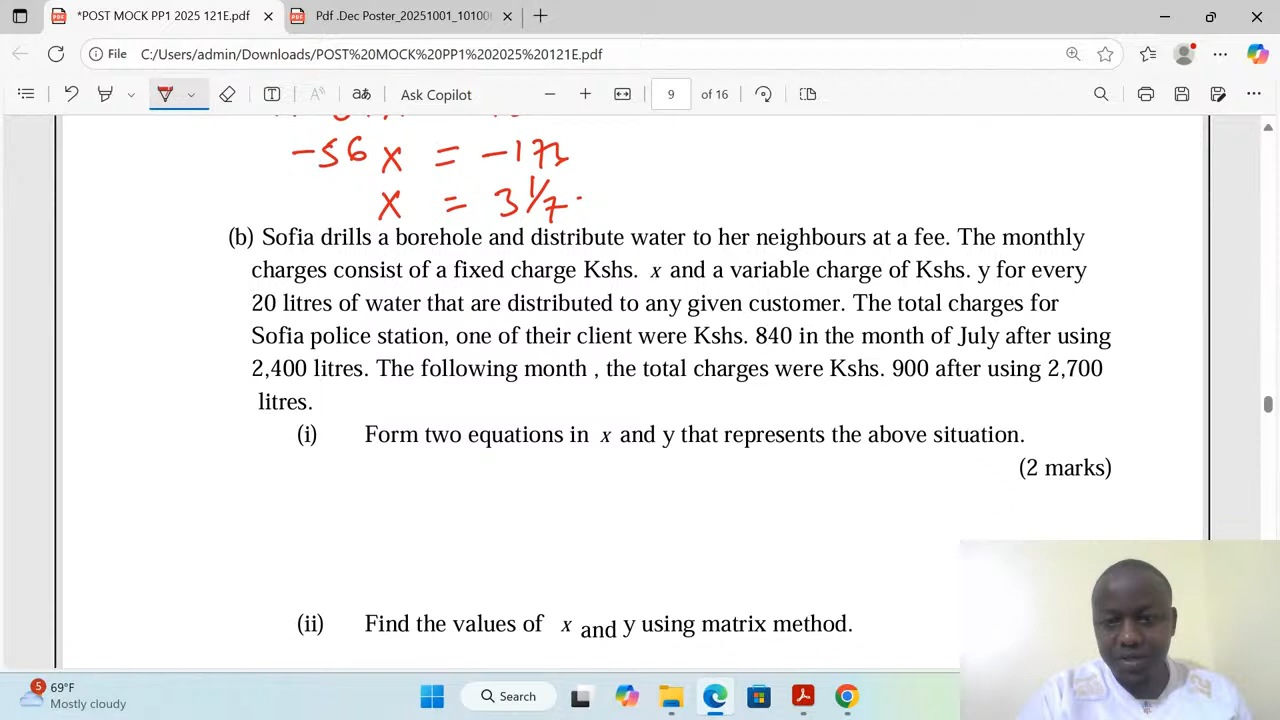 *POST MOCK PP1 2025 121E.pdf
Pdf .Dec Poster_20251001_10100
File C:/Users/admin/Downloads/POST%20MOCK%20PP1%202025%20121E.pdf
aあ Ask Copilot 9 of 16
-56 x = -173
x = 3 1/7
(b) Sofia drills a borehole and distribute water to her neighbours at a fee. The monthly
charges consist of a fixed charge Kshs. x and a variable charge of Kshs. y for every
20 litres of water that are distributed to any given customer. The total charges for
Sofia police station, one of their client were Kshs. 840 in the month of July after using
2,400 litres. The following month , the total charges were Kshs. 900 after using 2,700
litres.
(i) Form two equations in x and y that represents the above situation.
(2 marks)
(ii) Find the values of x and y using matrix method.
5 69°F
Mostly cloudy
Search